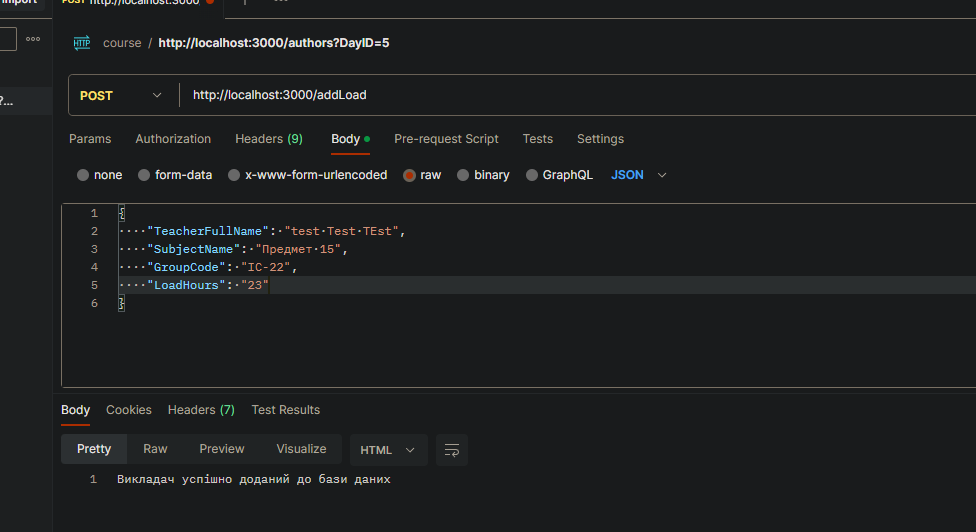 import POST http://localhost:3000
HTTP course / http://localhost:3000/authors?DayID=5
?...
POST http://localhost:3000/addLoad
Params Authorization Headers (9) Body Pre-request Script Tests Settings
none form-data x-www-form-urlencoded raw binary GraphQL JSON
1 {
2 ····"TeacherFullName":·"test·Test·TEst",
3 ····"SubjectName":·"Предмет·15",
4 ····"GroupCode":·"ІС-22",
5 ····"LoadHours":·"23"
6 }
Body Cookies Headers (7) Test Results
Pretty Raw Preview Visualize HTML
1 Викладач успішно доданий до бази даних